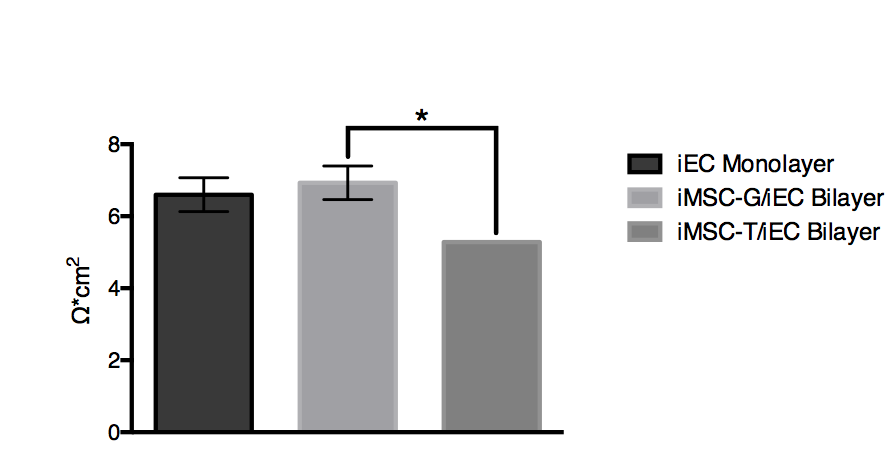 *
8
6
4
2
0
Ω*cm²
iEC Monolayer
iMSC-G/iEC Bilayer
iMSC-T/iEC Bilayer